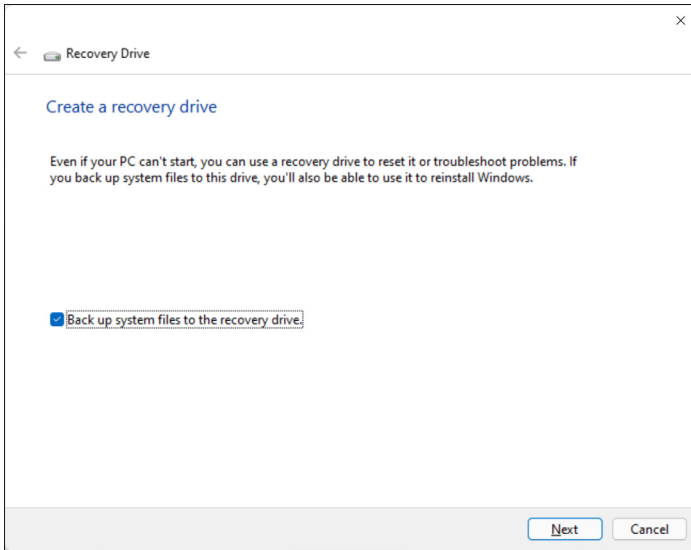 Recovery Drive
Create a recovery drive
Even if your PC can't start, you can use a recovery drive to reset it or troubleshoot problems. If
you back up system files to this drive, you'll also be able to use it to reinstall Windows.
Back up system files to the recovery drive.
Next
Cancel